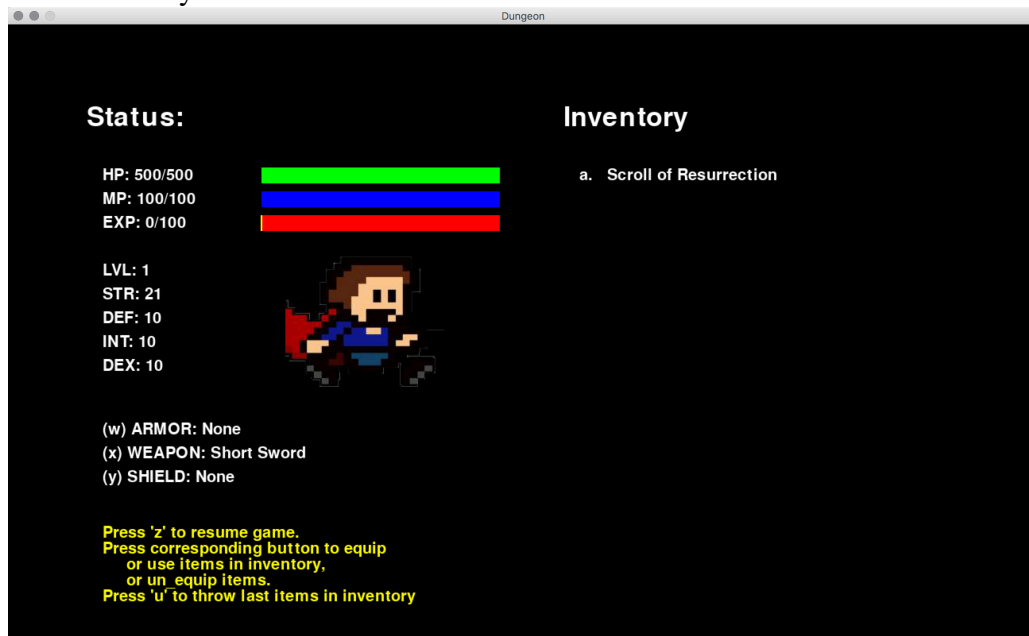 Dungeon
Status:
HP: 500/500
MP: 100/100
EXP: 0/100
LVL: 1
STR: 21
DEF: 10
INT: 10
DEX: 10
(w) ARMOR: None
(x) WEAPON: Short Sword
(y) SHIELD: None
Press 'z' to resume game.
Press corresponding button to equip
or use items in inventory,
or un_equip items.
Press 'u' to throw last items in inventory
Inventory
a. Scroll of Resurrection